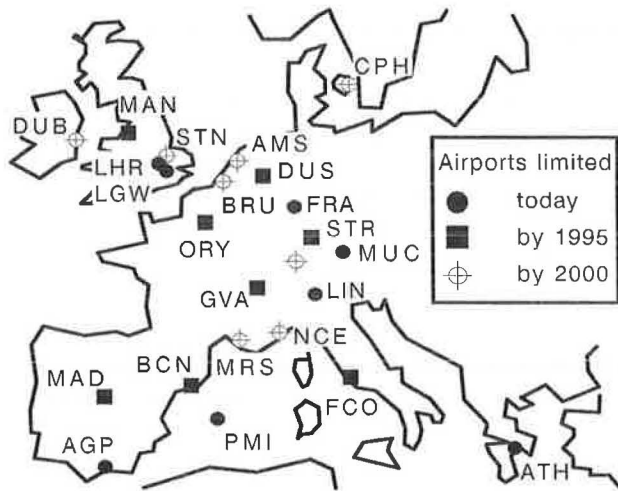 CPH
MAN
DUB
STN
AMS
LHR
DUS
LGW
BRU
FRA
ORY
STR
MUC
GVA
LIN
NCE
BCN
MRS
MAD
FCO
AGP
PMI
ATH
Airports limited
today
by 1995
by 2000